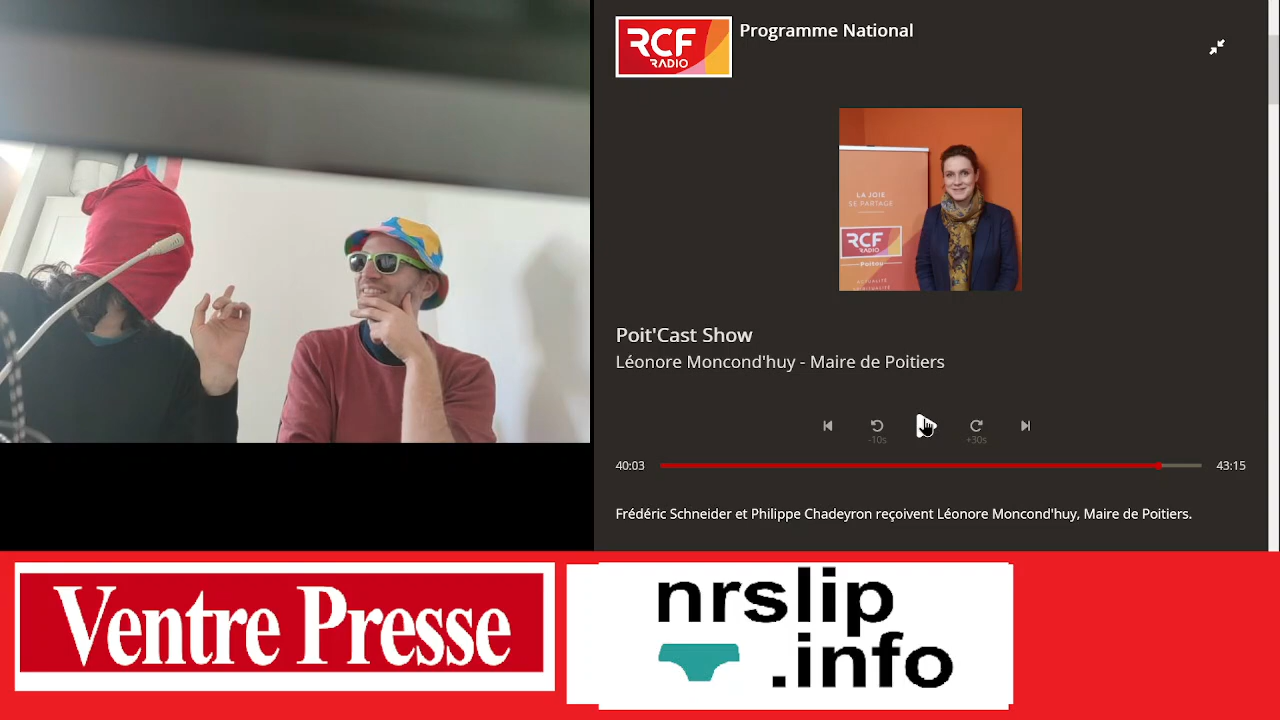 RCF
RADIO
Programme National
LA JOIE
SE PARTAGE
RCF
RADIO
Poitou
Poit'Cast Show
Léonore Moncond'huy - Maire de Poitiers
-10s
+30s
40:03
43:15
Frédéric Schneider et Philippe Chadeyron reçoivent Léonore Moncond'huy, Maire de Poitiers.
Ventre Presse
nrslip
.info